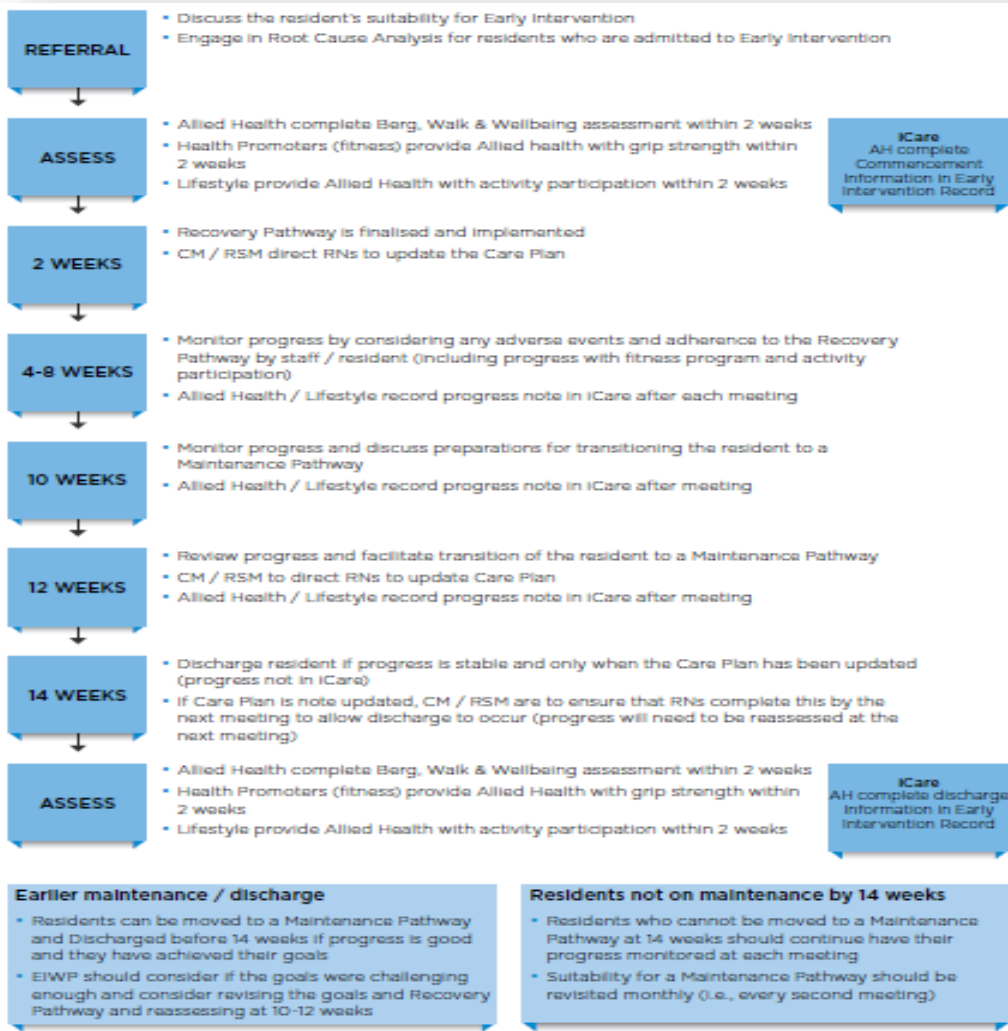 REFERRAL
• Discuss the resident's suitability for Early Intervention
• Engage in Root Cause Analysis for residents who are admitted to Early Intervention
ASSESS
• Allied Health complete Berg, Walk & Wellbeing assessment within 2 weeks
• Health Promoters (fitness) provide Allied health with grip strength within
2 weeks
• Lifestyle provide Allied Health with activity participation within 2 weeks
iCare
AH complete
Commencement
Information in Early
Intervention Record
2 WEEKS
• Recovery Pathway is finalised and implemented
• CM / RSM direct RNs to update the Care Plan
4-8 WEEKS
• Monitor progress by considering any adverse events and adherence to the Recovery
Pathway by staff / resident (including progress with fitness program and activity
participation)
• Allied Health / Lifestyle record progress note in iCare after each meeting
10 WEEKS
• Monitor progress and discuss preparations for transitioning the resident to a
Maintenance Pathway
• Allied Health / Lifestyle record progress note in iCare after meeting
12 WEEKS
• Review progress and facilitate transition of the resident to a Maintenance Pathway
• CM / RSM to direct RNs to update Care Plan
• Allied Health / Lifestyle record progress note in iCare after meeting
14 WEEKS
• Discharge resident if progress is stable and only when the Care Plan has been updated
(progress not in iCare)
• If Care Plan is note updated, CM / RSM are to ensure that RNs complete this by the
next meeting to allow discharge to occur (progress will need to be reassessed at the
next meeting)
ASSESS
• Allied Health complete Berg, Walk & Wellbeing assessment within 2 weeks
• Health Promoters (fitness) provide Allied Health with grip strength within
2 weeks
• Lifestyle provide Allied Health with activity participation within 2 weeks
iCare
AH complete discharge
Information in Early
Intervention Record
Earlier maintenance / discharge
• Residents can be moved to a Maintenance Pathway
and Discharged before 14 weeks if progress is good
and they have achieved their goals
• EIWP should consider if the goals were challenging
enough and consider revising the goals and Recovery
Pathway and reassessing at 10-12 weeks
Residents not on maintenance by 14 weeks
• Residents who cannot be moved to a Maintenance
Pathway at 14 weeks should continue have their
progress monitored at each meeting
• Suitability for a Maintenance Pathway should be
revisited monthly (i.e., every second meeting)